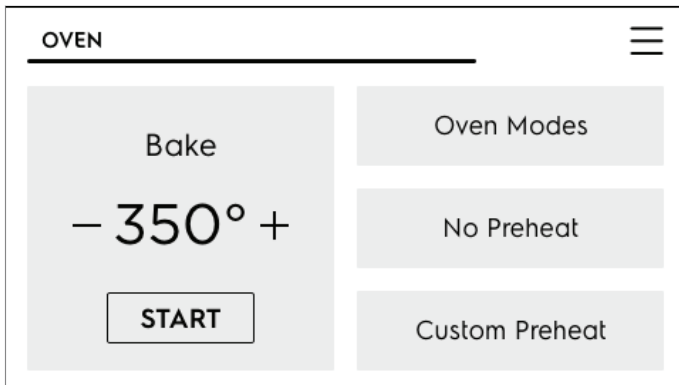 OVEN
Bake
− 350° +
START
Oven Modes
No Preheat
Custom Preheat